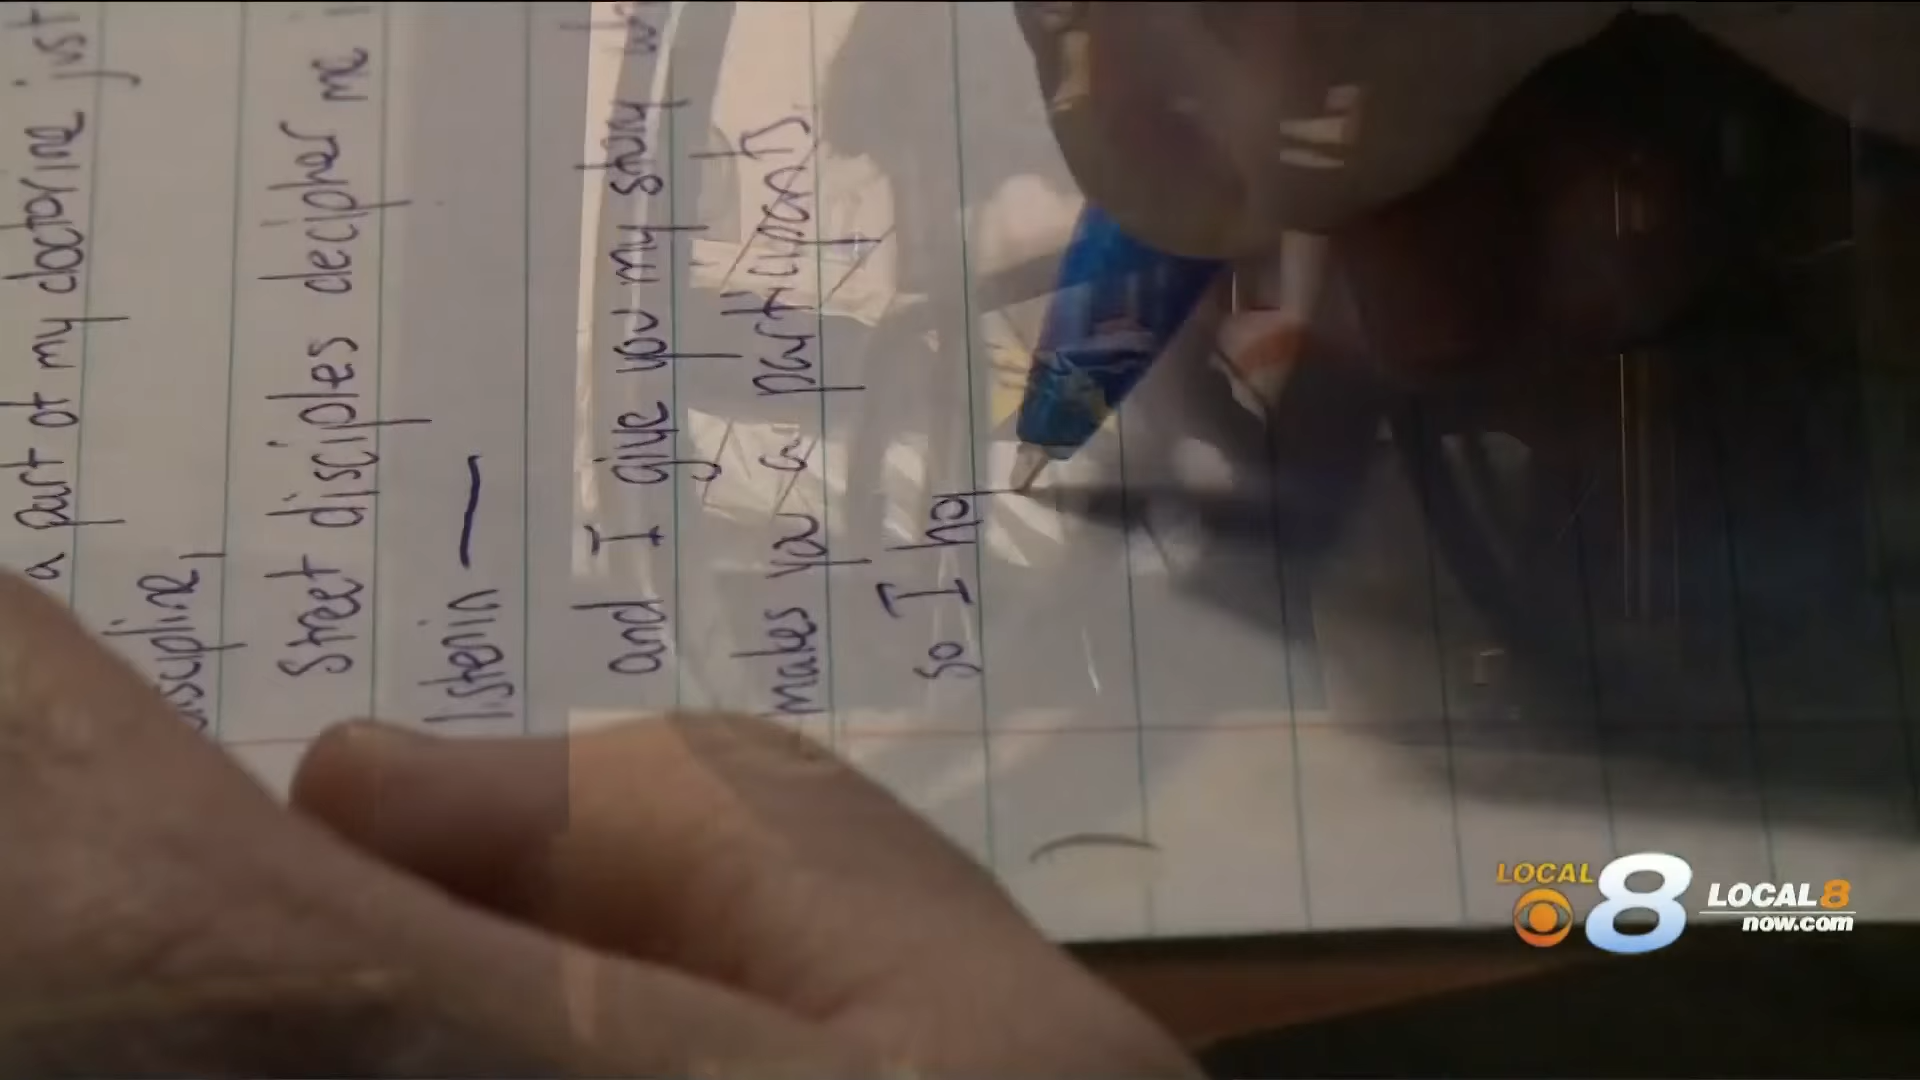 a part of my doctorine just
discipline,
Street disciples decipher me
listenin —
and I give you my story
makes you a participant,
so I ho
LOCAL 8
LOCAL 8
now.com